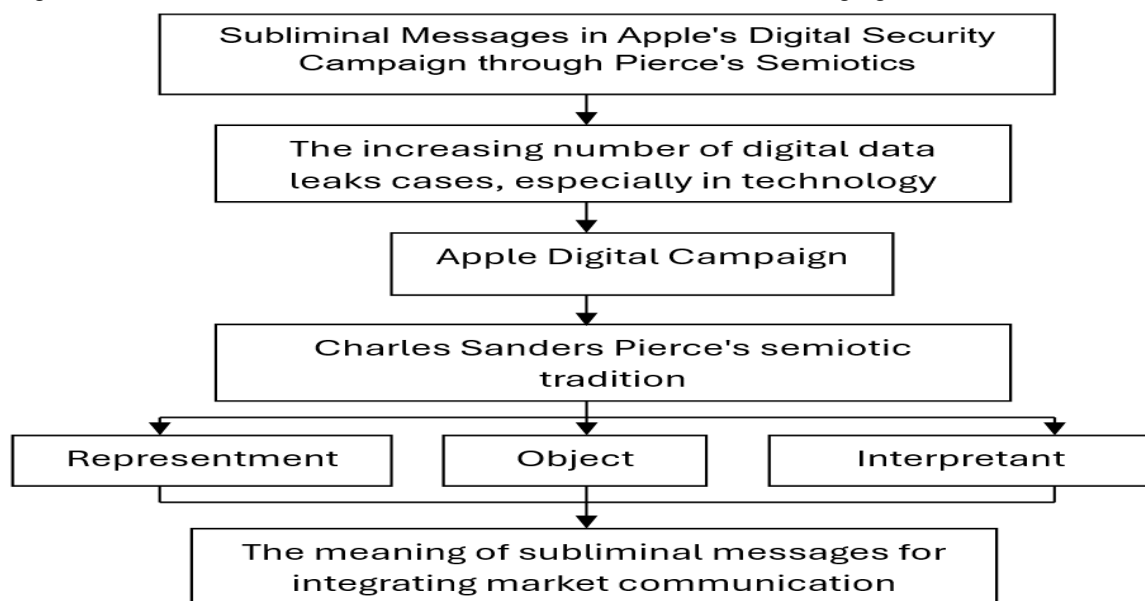 Subliminal Messages in Apple's Digital Security
Campaign through Pierce's Semiotics
The increasing number of digital data
leaks cases, especially in technology
Apple Digital Campaign
Charles Sanders Pierce's semiotic
tradition
Representment
Object
Interpretant
The meaning of subliminal messages for
integrating market communication